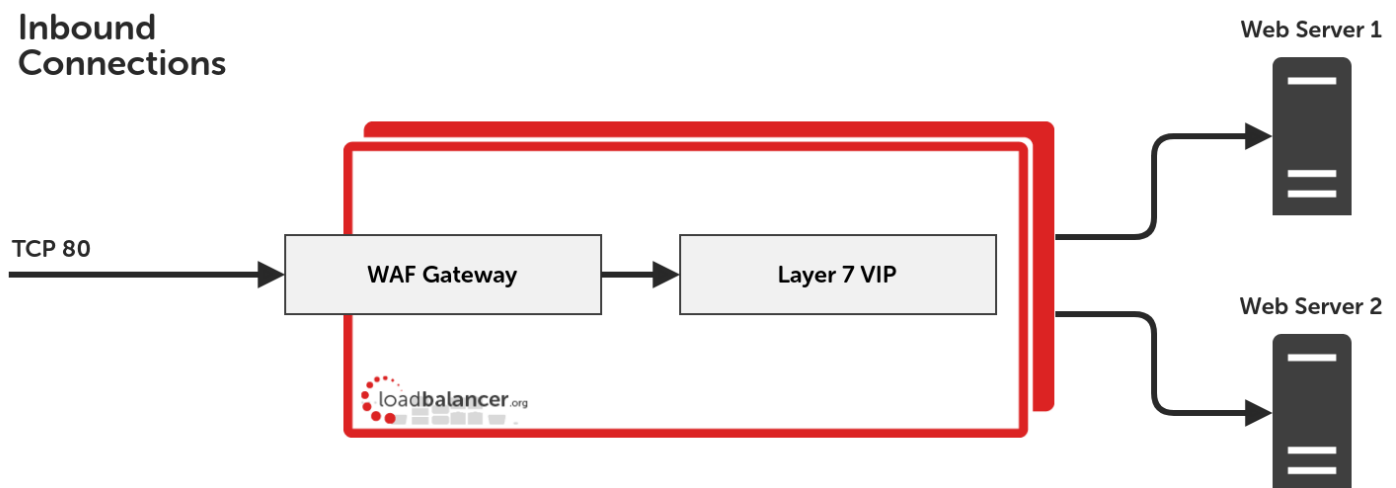 Inbound
Connections
Web Server 1
TCP 80
WAF Gateway
Layer 7 VIP
Web Server 2
loadbalancer.org